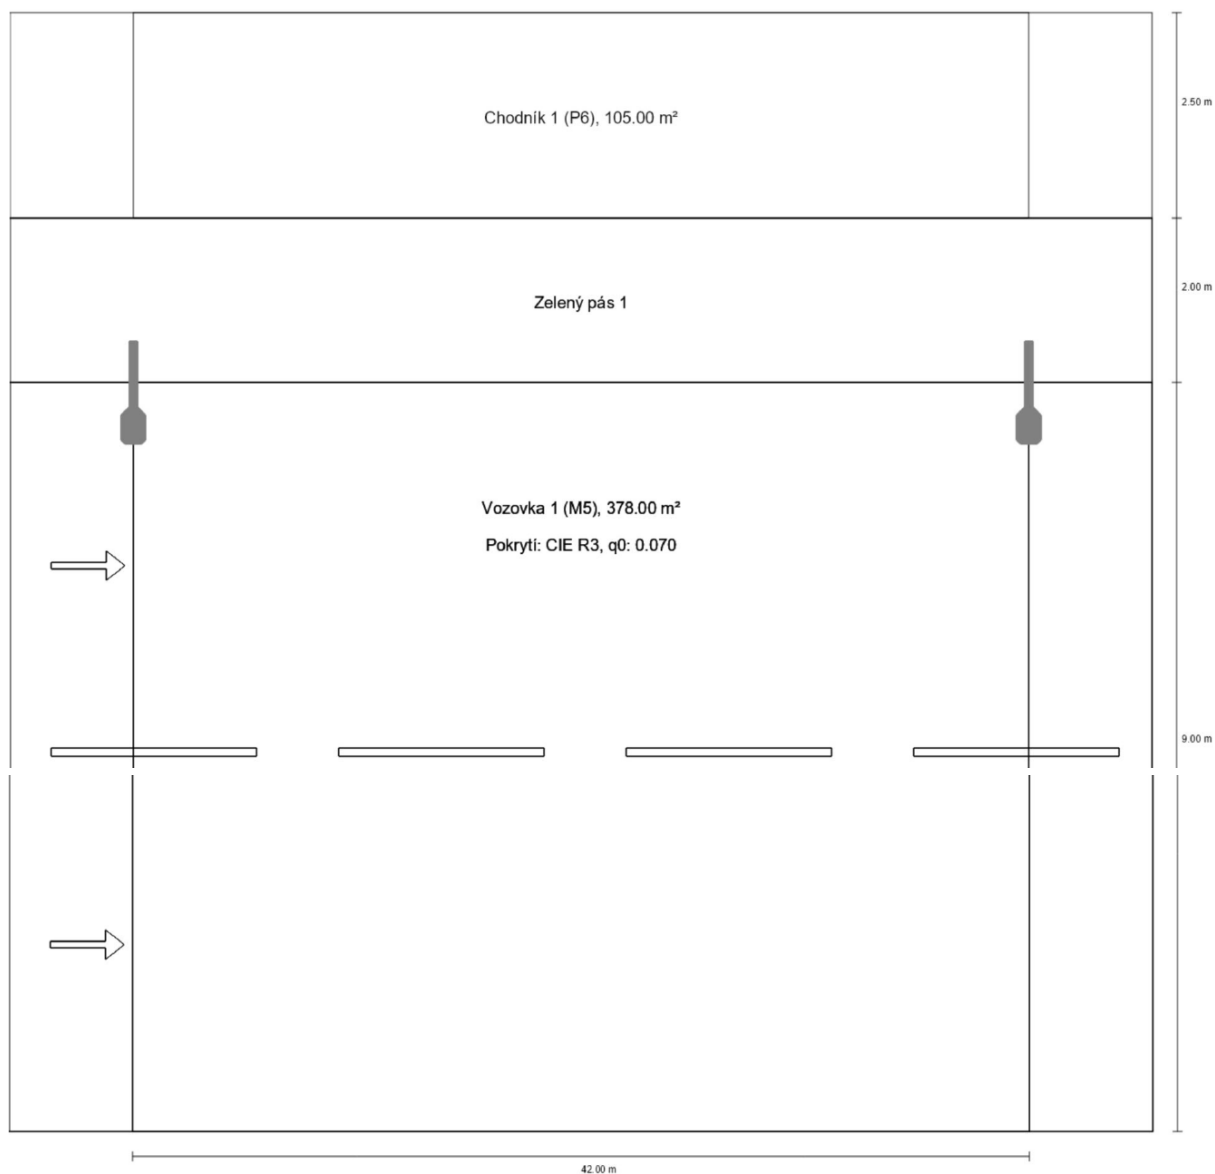 Chodník 1 (P6), 105.00 m²
2.50 m
Zelený pás 1
2.00 m
Vozovka 1 (M5), 378.00 m²
Pokrytí: CIE R3, q0: 0.070
9.00 m
42.00 m